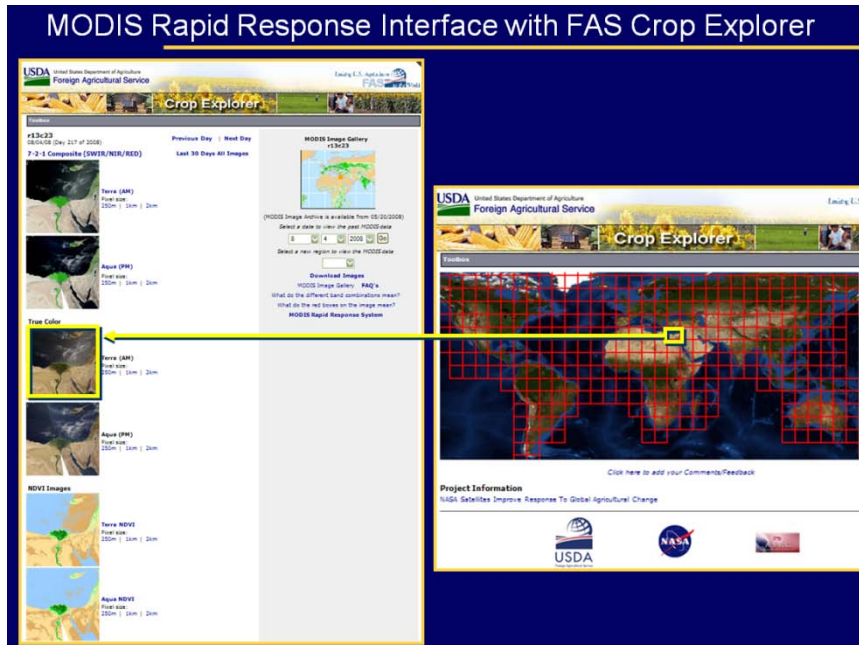 MODIS Rapid Response Interface with FAS Crop Explorer
USDA United States Department of Agriculture
Foreign Agricultural Service
FAS
Crop Explorer
Toolbox
r13c23
08/04/08 (Day 217 of 2008)
Previous Day | Next Day
7-2-1 Composite (SWIR/NIR/RED)
Last 30 Days All Images
Terra (AM)
Pixel size:
250m | 1km | 2km
Aqua (PM)
Pixel size:
250m | 1km | 2km
True Color
Terra (AM)
Pixel size:
250m | 1km | 2km
Aqua (PM)
Pixel size:
250m | 1km | 2km
NDVI Images
Terra NDVI
Pixel size:
250m | 1km | 2km
Aqua NDVI
Pixel size:
250m | 1km | 2km
MODIS Image Gallery
r13c23
(MODIS Image Archive is available from 05/20/2008)
Select a date to view the past MODIS data
8 4 2008 Go
Select a new region to view the MODIS data
Download Images
MODIS Image Gallery FAQ's
What do the different band combinations mean?
What do the red boxes on the image mean?
MODIS Rapid Response System
USDA United States Department of Agriculture
Foreign Agricultural Service
Linking U.S.
Crop Explorer
Toolbox
Click here to add your Comments/Feedback
Project Information
NASA Satellites Improve Response To Global Agricultural Change
USDA
NASA